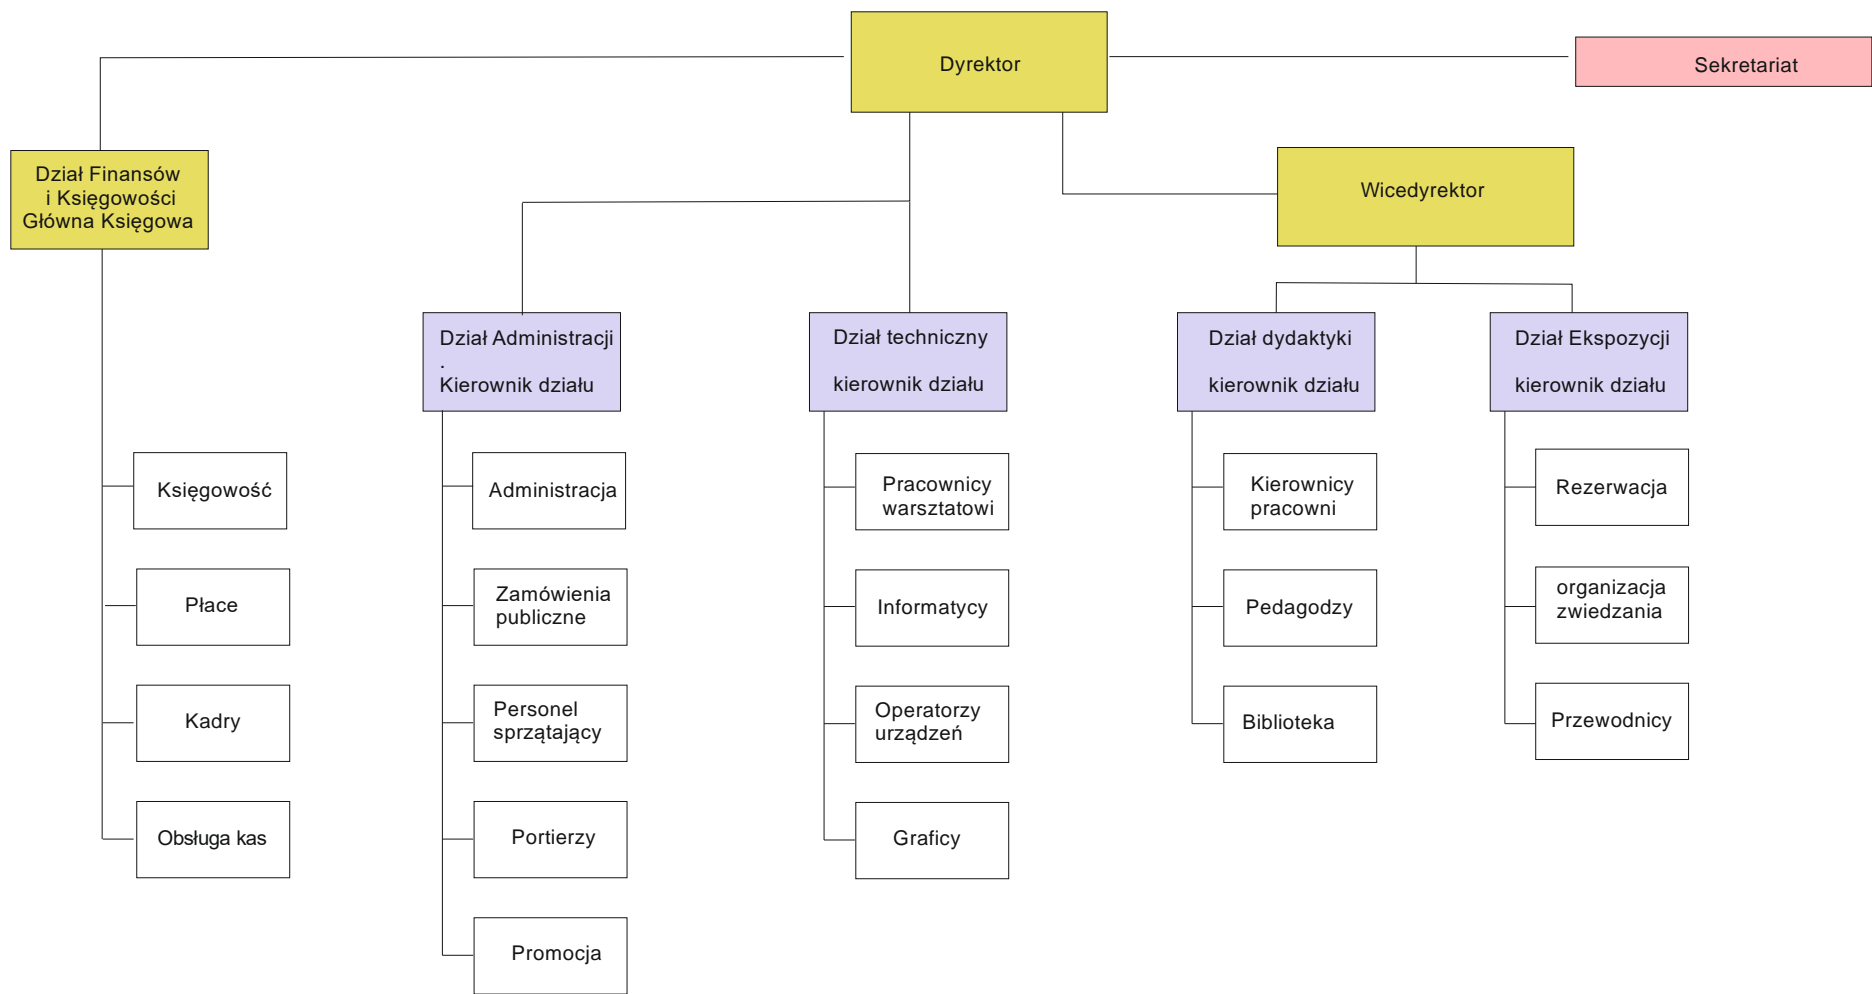 Dyrektor
Sekretariat
Dział Finansów
i Księgowości
Główna Księgowa
Wicedyrektor
Dział Administracji
.
Kierownik działu
Dział techniczny
kierownik działu
Dział dydaktyki
kierownik działu
Dział Ekspozycji
kierownik działu
Księgowość
Płace
Kadry
Obsługa kas
Administracja
Zamówienia
publiczne
Personel
sprzątający
Portierzy
Promocja
Pracownicy
warsztatowi
Informatycy
Operatorzy
urządzeń
Graficy
Kierownicy
pracowni
Pedagodzy
Biblioteka
Rezerwacja
organizacja
zwiedzania
Przewodnicy